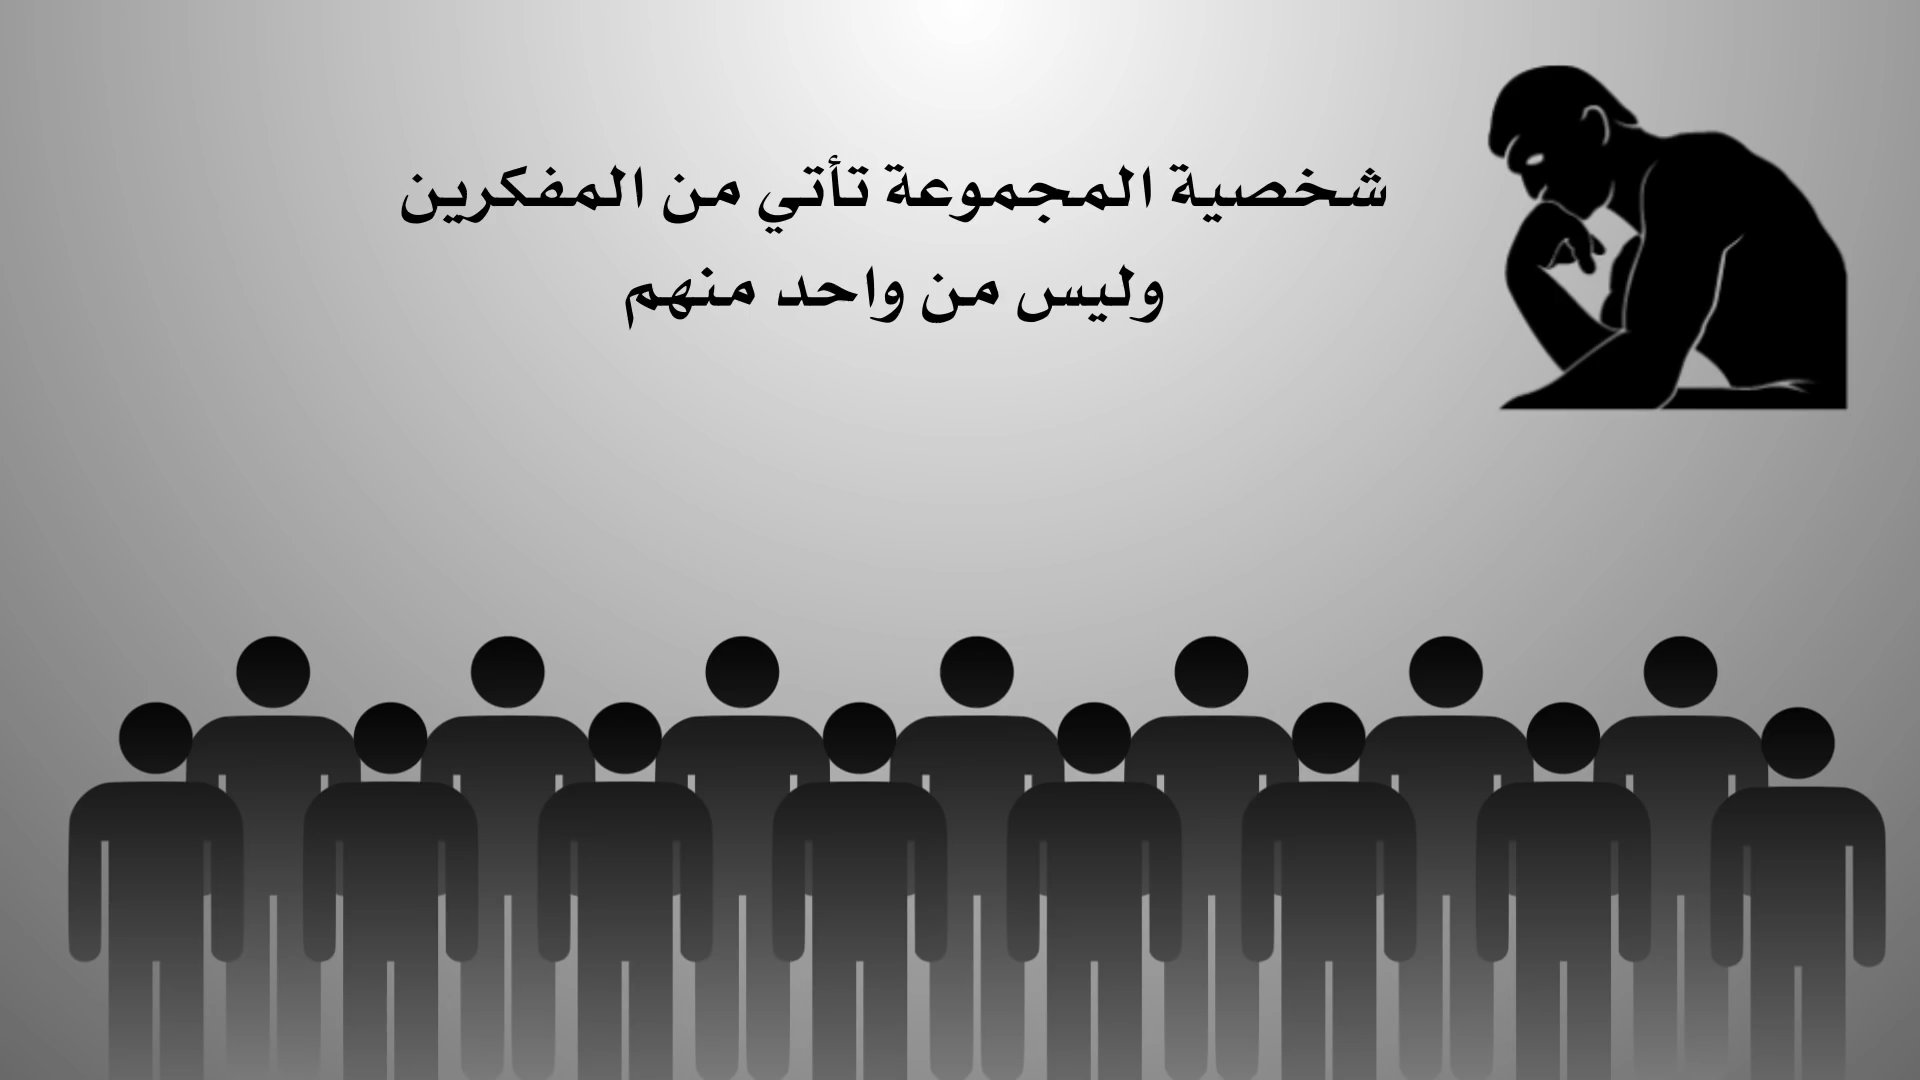 شخصية المجموعة تأتي من المفكرين
وليس من واحد منهم